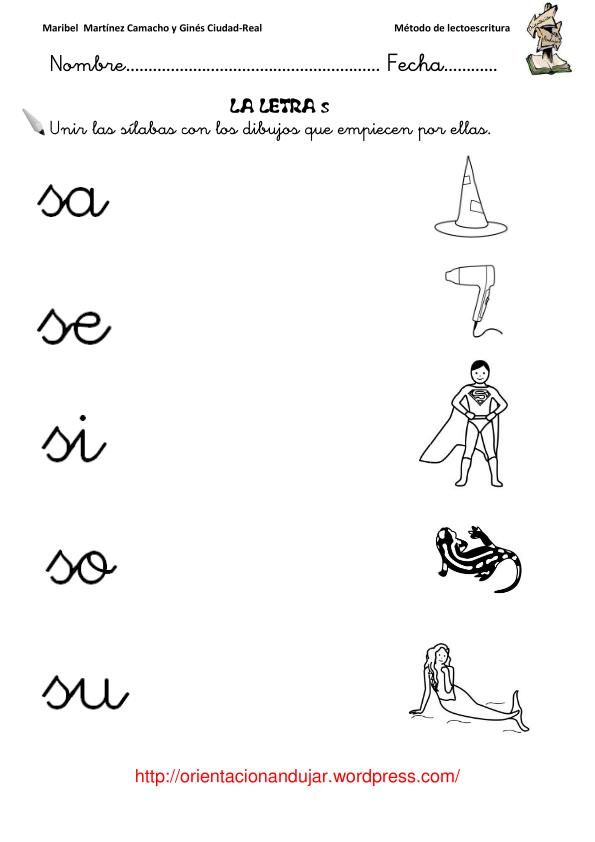 Maribel Martínez Camacho y Ginés Ciudad-Real Método de lectoescritura
Nombre......................................................... Fecha............
LA LETRA s
Unir las sílabas con los dibujos que empiecen por ellas.
sa
se
si
so
su
http://orientacionandujar.wordpress.com/